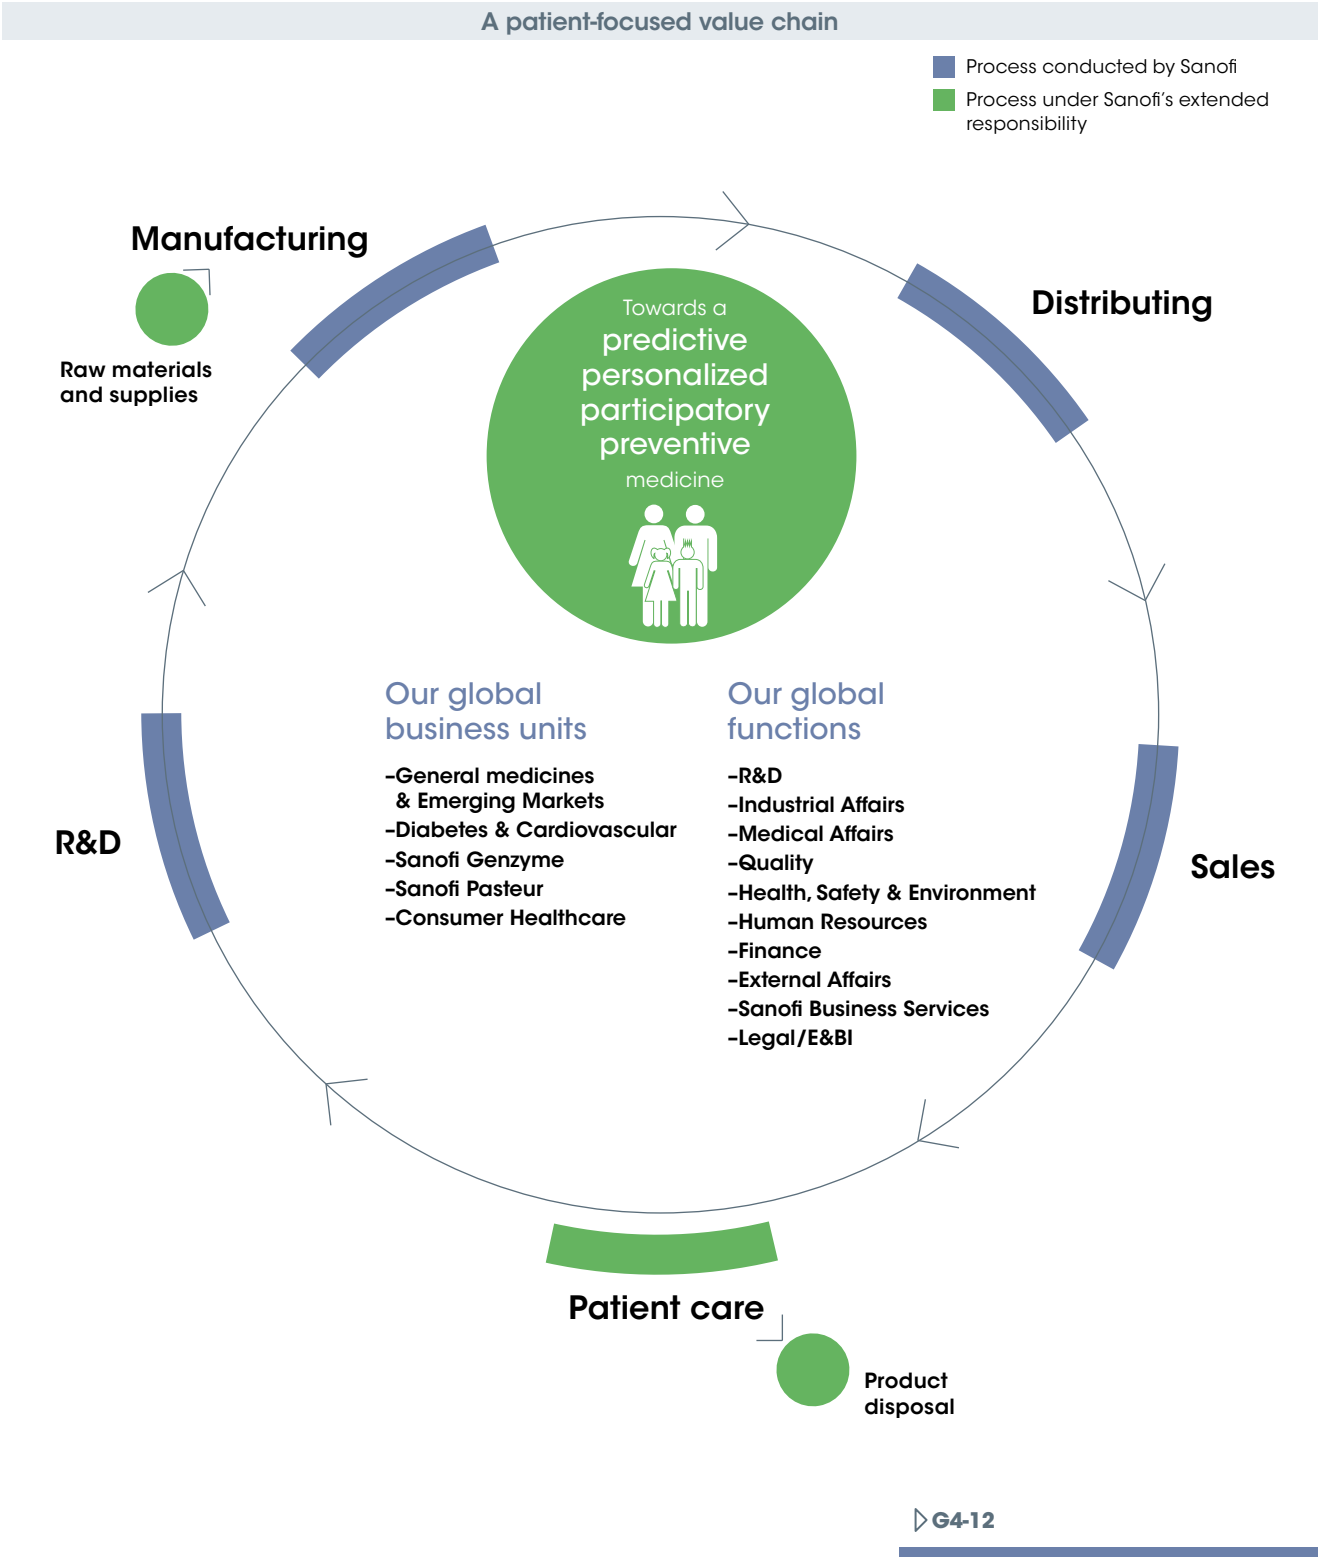 A patient-focused value chain
Process conducted by Sanofi
Process under Sanofi's extended
responsibility
Manufacturing
Raw materials
and supplies
Distributing
Towards a
predictive
personalized
participatory
preventive
medicine
Our global
business units
–General medicines
& Emerging Markets
–Diabetes & Cardiovascular
–Sanofi Genzyme
–Sanofi Pasteur
–Consumer Healthcare
Our global
functions
–R&D
–Industrial Affairs
–Medical Affairs
–Quality
–Health, Safety & Environment
–Human Resources
–Finance
–External Affairs
–Sanofi Business Services
–Legal/E&BI
R&D
Sales
Patient care
Product
disposal
G4-12